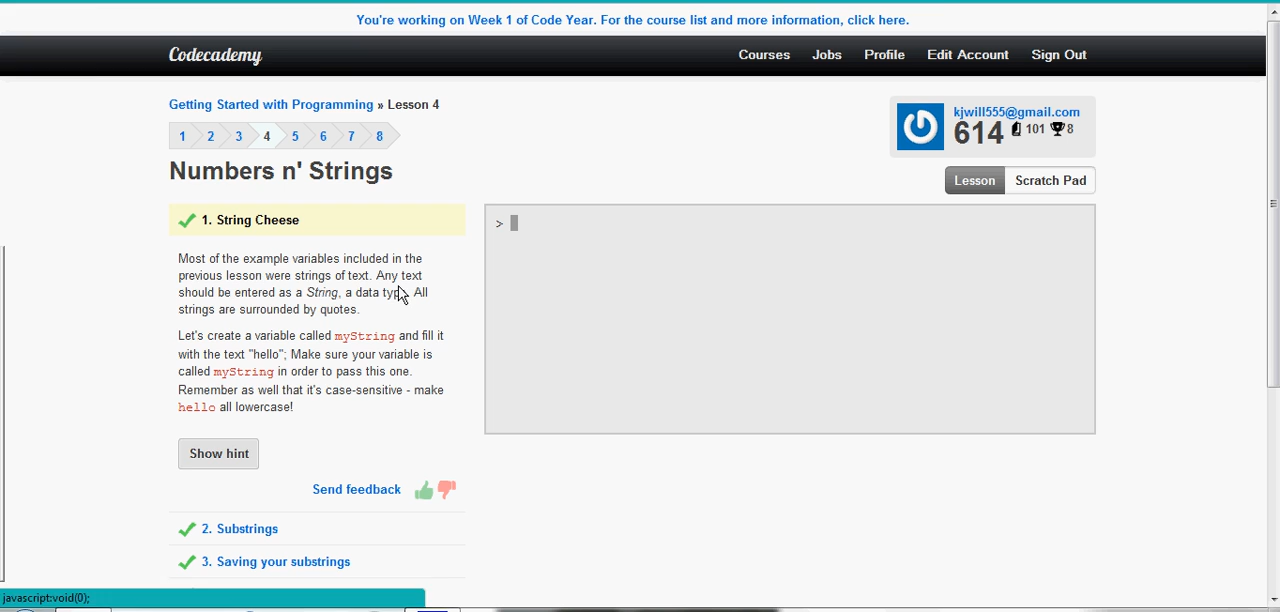 You're working on Week 1 of Code Year. For the course list and more information, click here.
Codecademy
Courses Jobs Profile Edit Account Sign Out
Getting Started with Programming » Lesson 4
kjwill555@gmail.com
614 101 8
1 2 3 4 5 6 7 8
Numbers n' Strings
Lesson Scratch Pad
1. String Cheese
>
Most of the example variables included in the
previous lesson were strings of text. Any text
should be entered as a String, a data type. All
strings are surrounded by quotes.
Let's create a variable called myString and fill it
with the text "hello"; Make sure your variable is
called myString in order to pass this one.
Remember as well that it's case-sensitive - make
hello all lowercase!
Show hint
Send feedback
2. Substrings
3. Saving your substrings
javascript:void(0);